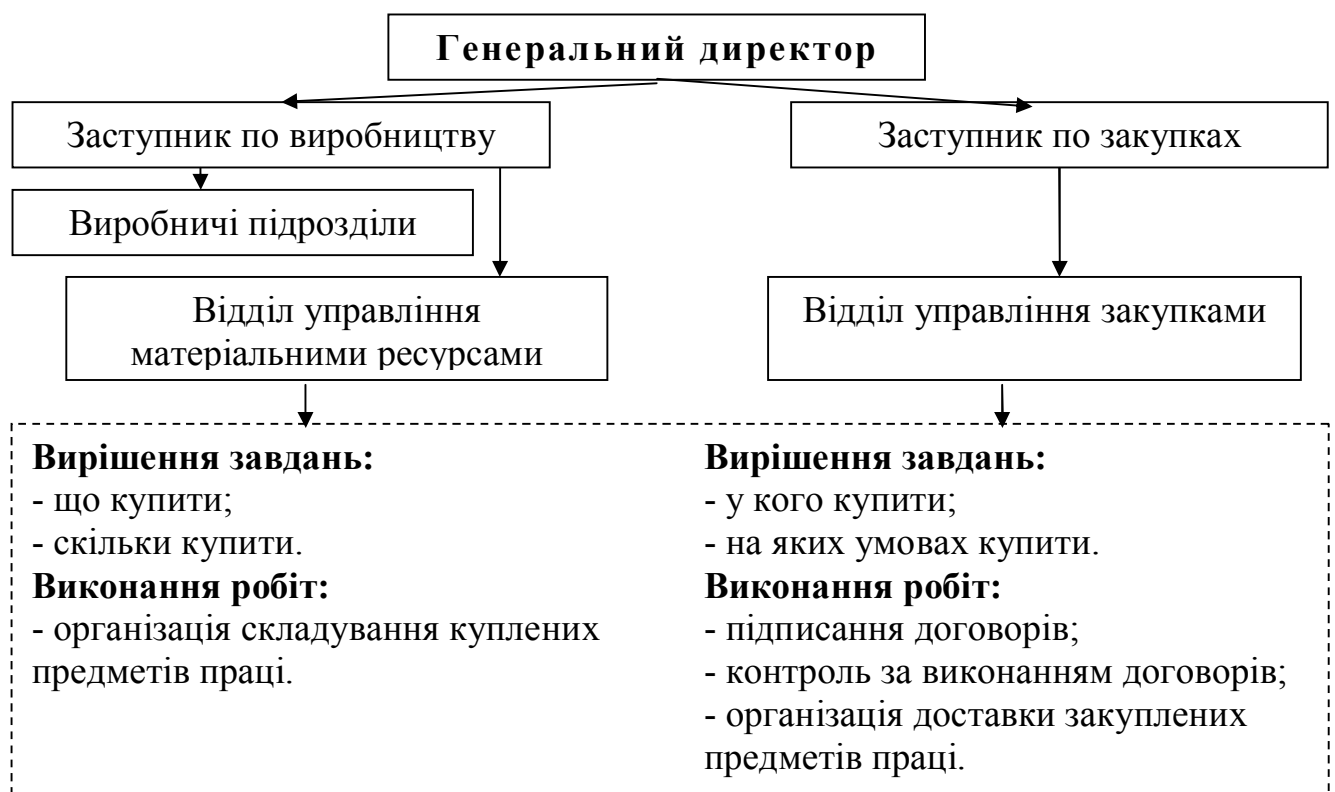 Генеральний директор
Заступник по виробництву
Заступник по закупках
Виробничі підрозділи
Відділ управління
матеріальними ресурсами
Відділ управління закупками
Вирішення завдань:
- що купити;
- скільки купити.
Виконання робіт:
- організація складування куплених
предметів праці.
Вирішення завдань:
- у кого купити;
- на яких умовах купити.
Виконання робіт:
- підписання договорів;
- контроль за виконанням договорів;
- організація доставки закуплених
предметів праці.